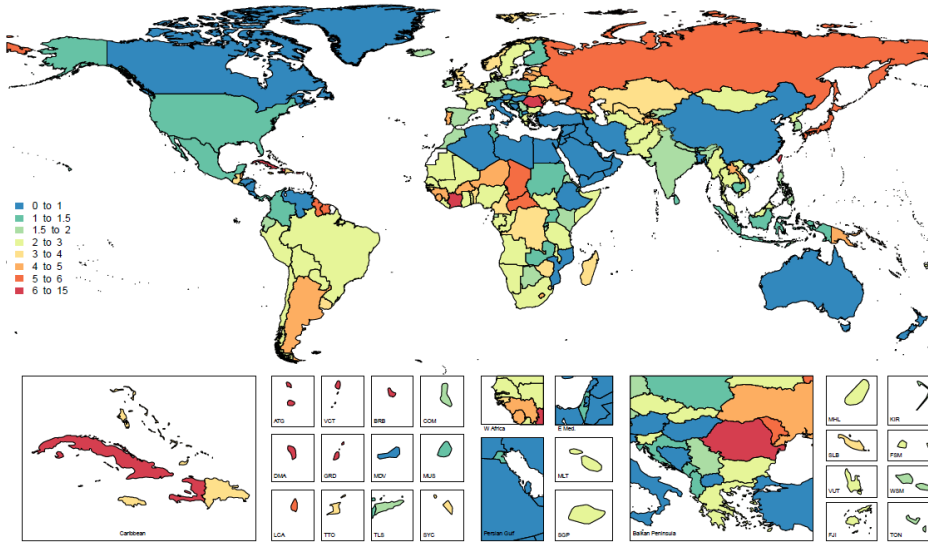 0 to 1
1 to 1.5
1.5 to 2
2 to 3
3 to 4
4 to 5
5 to 6
6 to 15
Caribbean
ATG
VCT
BRB
COM
DMA
GRD
MDV
MUS
LCA
TTO
TLS
SYC
W Africa
E Med.
Persian Gulf
MLT
SGP
Balkan Peninsula
MHL
KIR
SLB
FSM
VUT
WSM
FJI
TON